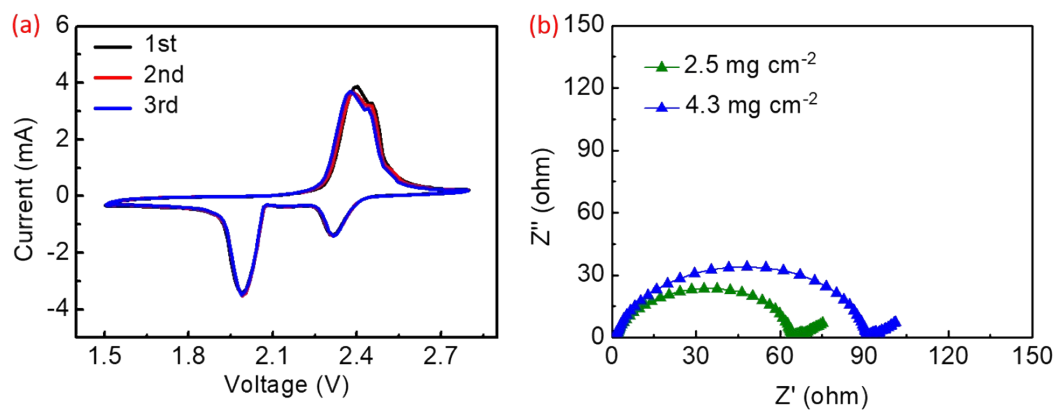 (a)
6
4
2
0
-2
-4
1st
2nd
3rd
Current (mA)
1.5
1.8
2.1
2.4
2.7
Voltage (V)
(b)
150
120
90
60
30
0
2.5 mg cm⁻²
4.3 mg cm⁻²
Z'' (ohm)
0
30
60
90
120
150
Z' (ohm)